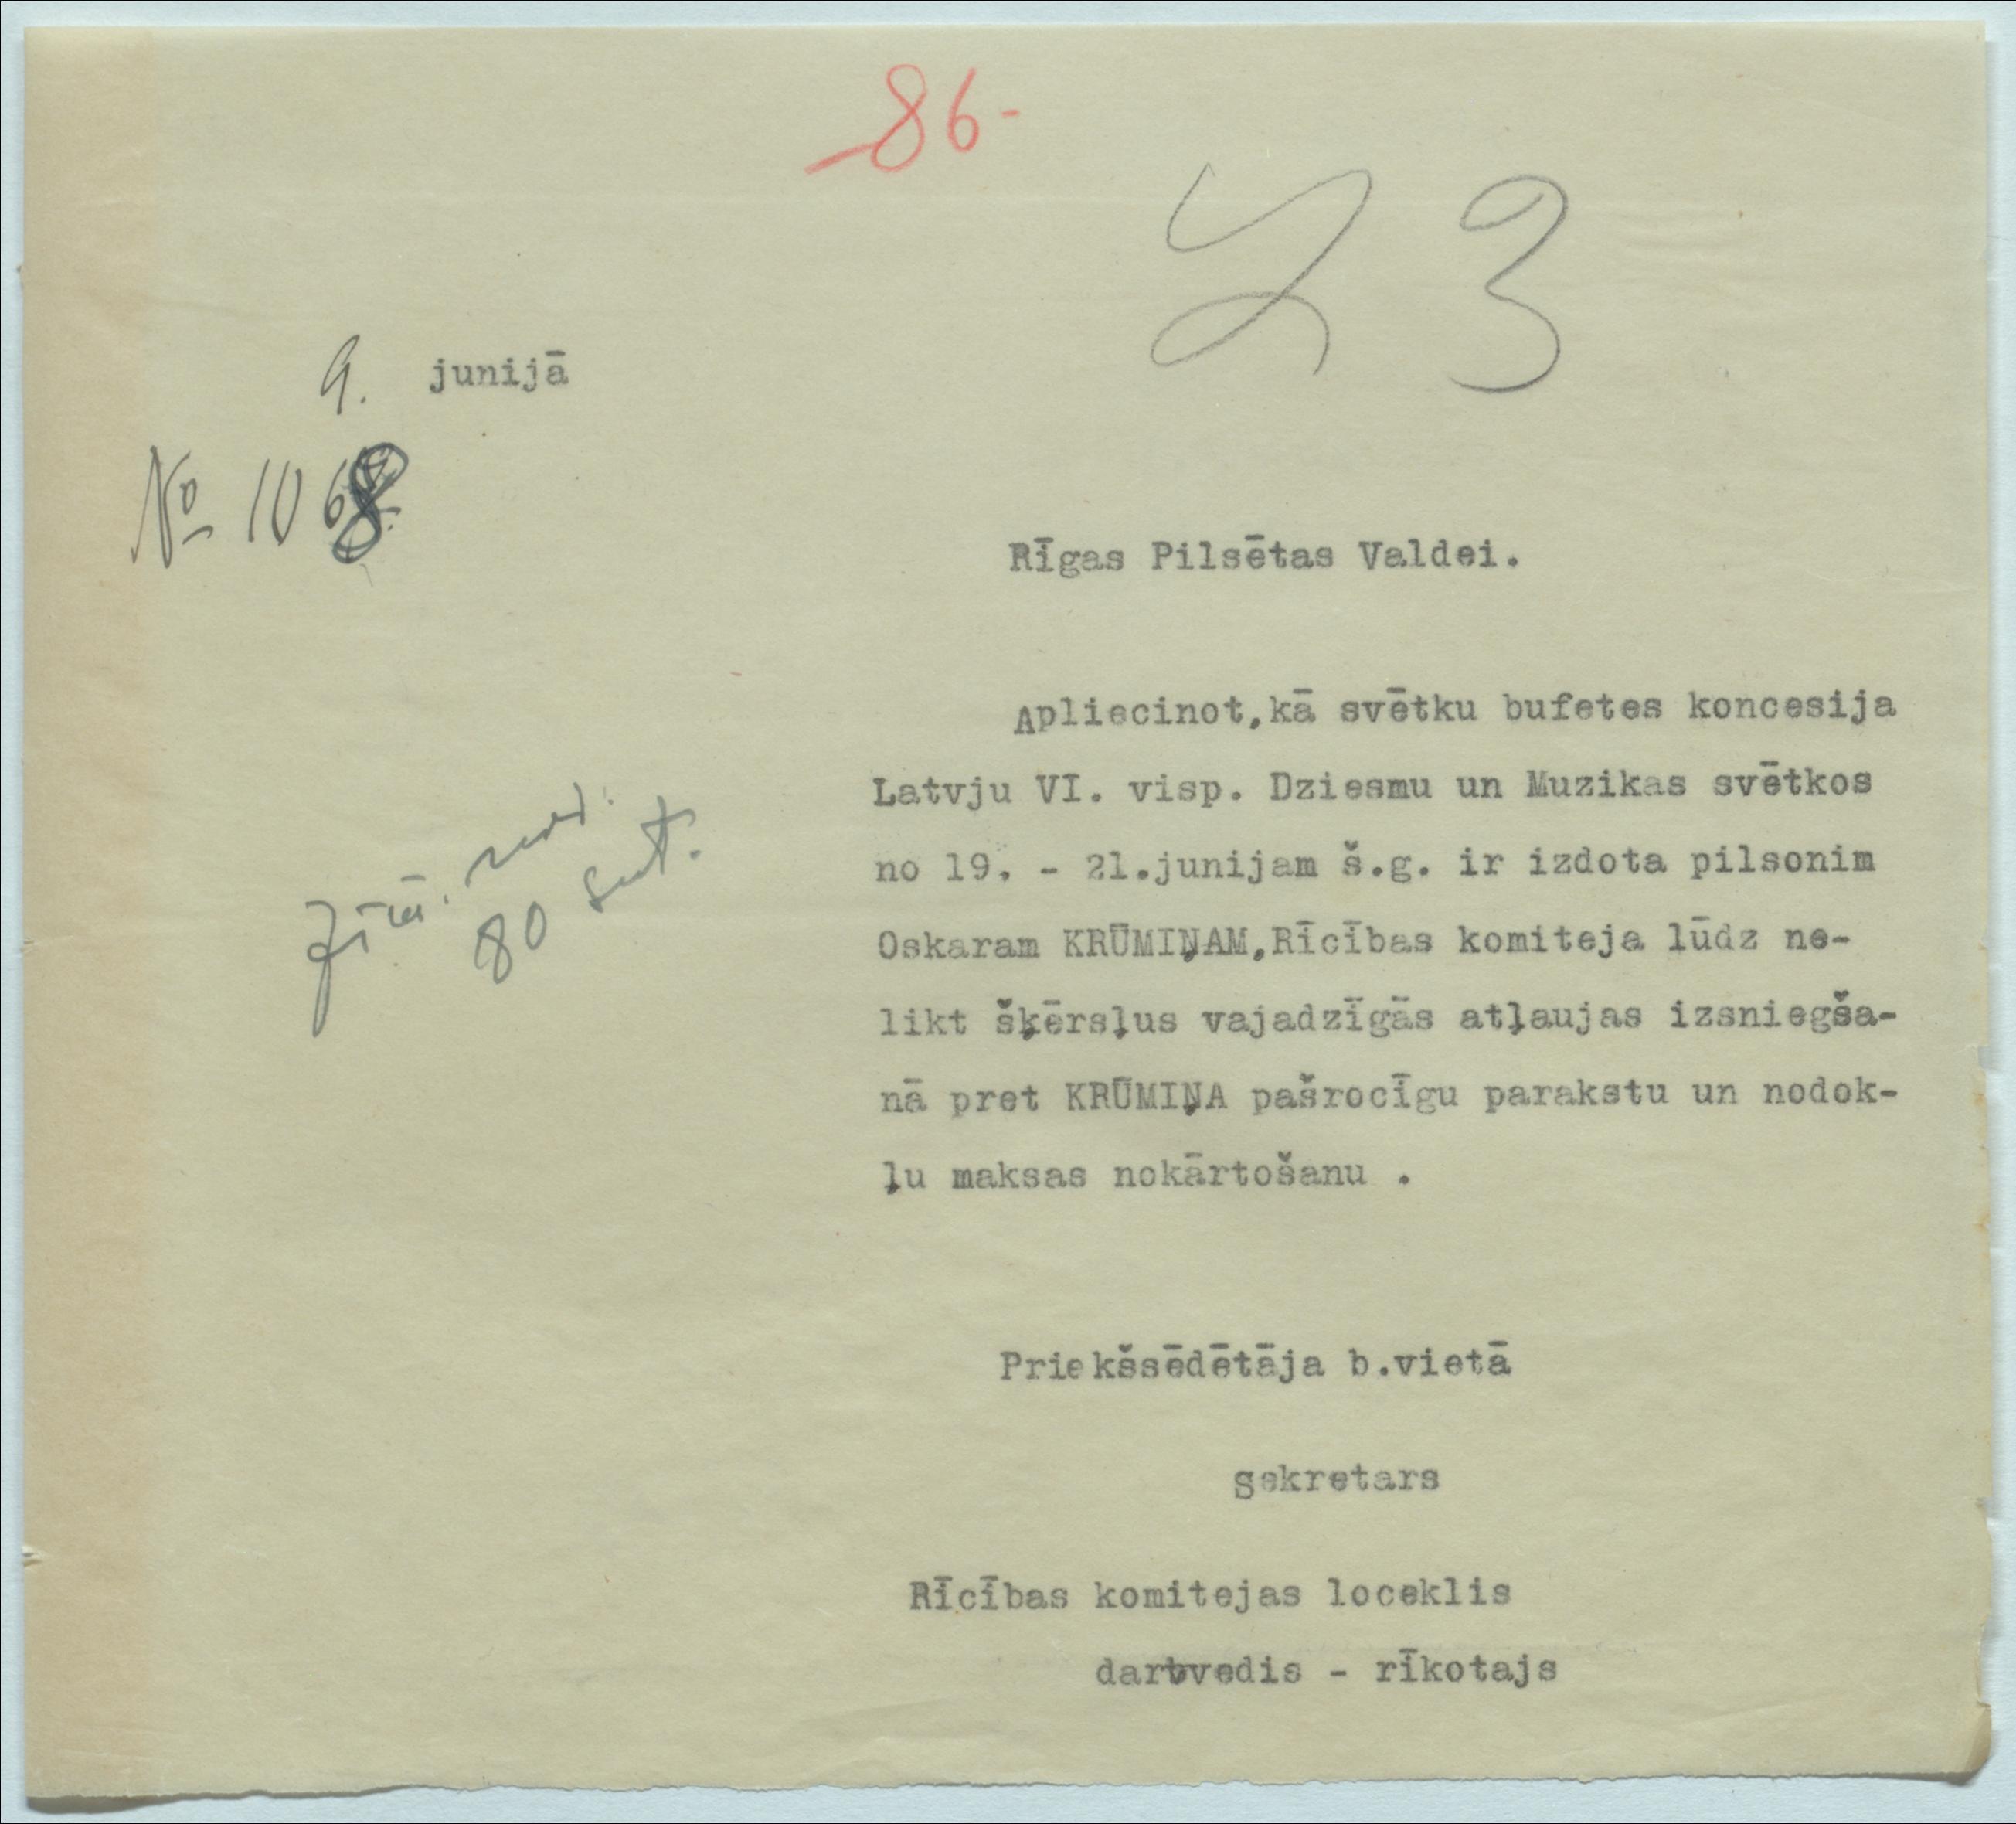 -86-
23
9. junijā
No 1068
Rīgas Pilsētas Valdei.
Apliecinot,kā svētku bufetes koncesija
Latvju VI. visp. Dziesmu un Muzikas svētkos
no 19. - 21.junijam š.g. ir izdota pilsonim
Oskaram KRŪMIŅAM,Rīcības komiteja lūdz ne-
likt šķērsļus vajadzīgās atļaujas izsniegša-
nā pret KRŪMIŅA pašrocīgu parakstu un nodok-
ļu maksas nokārtošanu .
80 sant.
Priekšsēdētāja b.vietā
Sekretars
Rīcības komitejas loceklis
darbvedis - rīkotajs